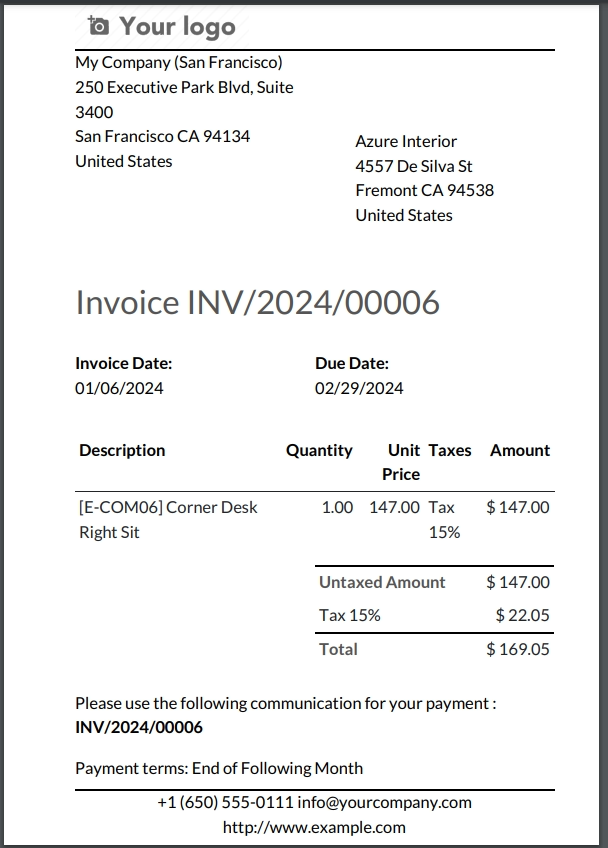 Your logo
My Company (San Francisco)
250 Executive Park Blvd, Suite
3400
San Francisco CA 94134
United States
Azure Interior
4557 De Silva St
Fremont CA 94538
United States
Invoice INV/2024/00006
Invoice Date: Due Date:
01/06/2024 02/29/2024
Description Quantity Unit Price Taxes Amount
[E-COM06] Corner Desk 1.00 147.00 Tax $ 147.00
Right Sit 15%
Untaxed Amount $ 147.00
Tax 15% $ 22.05
Total $ 169.05
Please use the following communication for your payment :
INV/2024/00006
Payment terms: End of Following Month
+1 (650) 555-0111 info@yourcompany.com
http://www.example.com